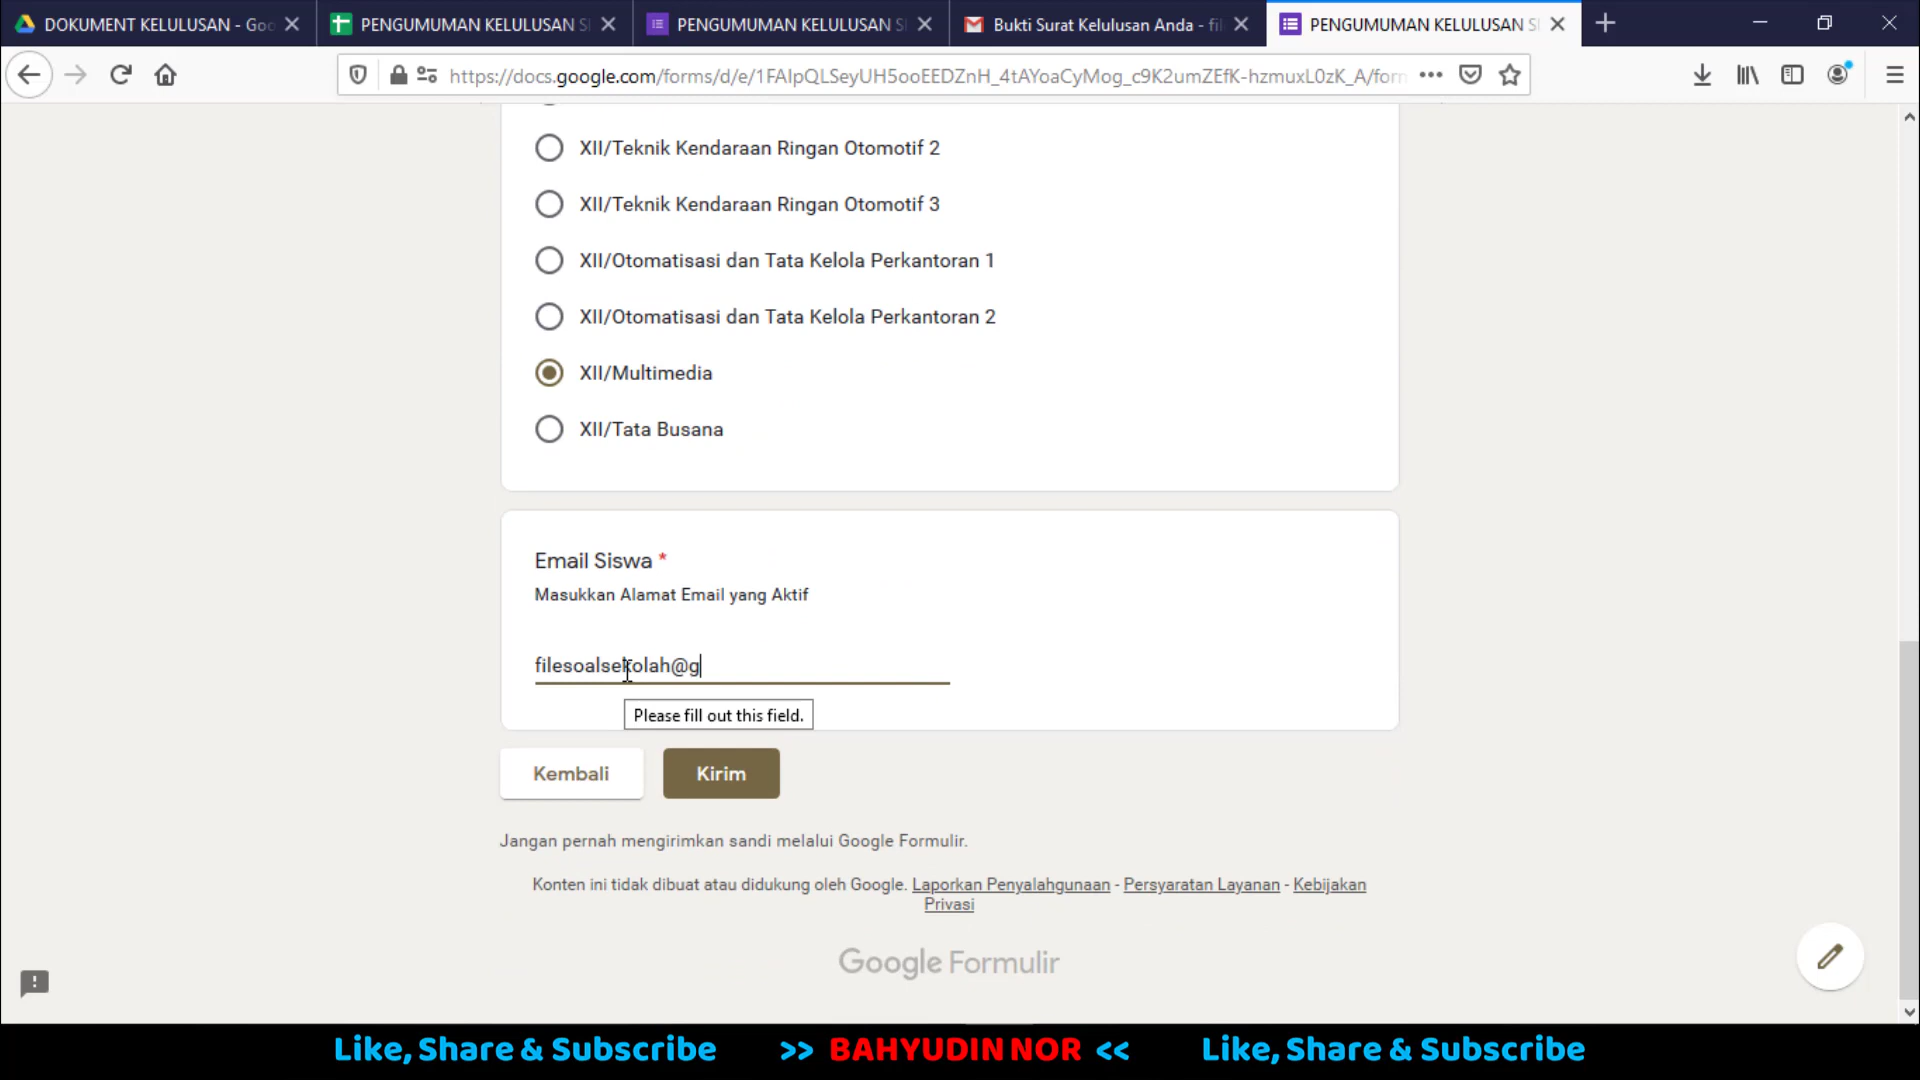 DOKUMENT KELULUSAN - Goo
PENGUMUMAN KELULUSAN S
PENGUMUMAN KELULUSAN S
Bukti Surat Kelulusan Anda - fil
PENGUMUMAN KELULUSAN S
https://docs.google.com/forms/d/e/1FAIpQLSeyUH5ooEEDZnH_4tAYoaCyMog_c9K2umZEfK-hzmuxL0zK_A/forn
XII/Teknik Kendaraan Ringan Otomotif 2
XII/Teknik Kendaraan Ringan Otomotif 3
XII/Otomatisasi dan Tata Kelola Perkantoran 1
XII/Otomatisasi dan Tata Kelola Perkantoran 2
XII/Multimedia
XII/Tata Busana
Email Siswa *
Masukkan Alamat Email yang Aktif
filesoalsekolah@g
Please fill out this field.
Kembali
Kirim
Jangan pernah mengirimkan sandi melalui Google Formulir.
Konten ini tidak dibuat atau didukung oleh Google. Laporkan Penyalahgunaan - Persyaratan Layanan - Kebijakan
Privasi
Google Formulir
Like, Share & Subscribe >> BAHYUDIN NOR << Like, Share & Subscribe